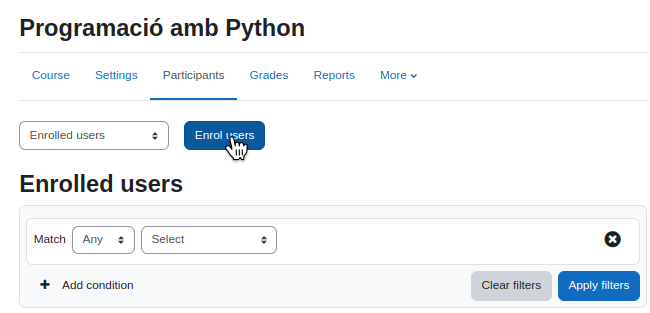 Programació amb Python
Course Settings Participants Grades Reports More
Enrolled users Enrol users
Enrolled users
Match Any Select
Add condition Clear filters Apply filters